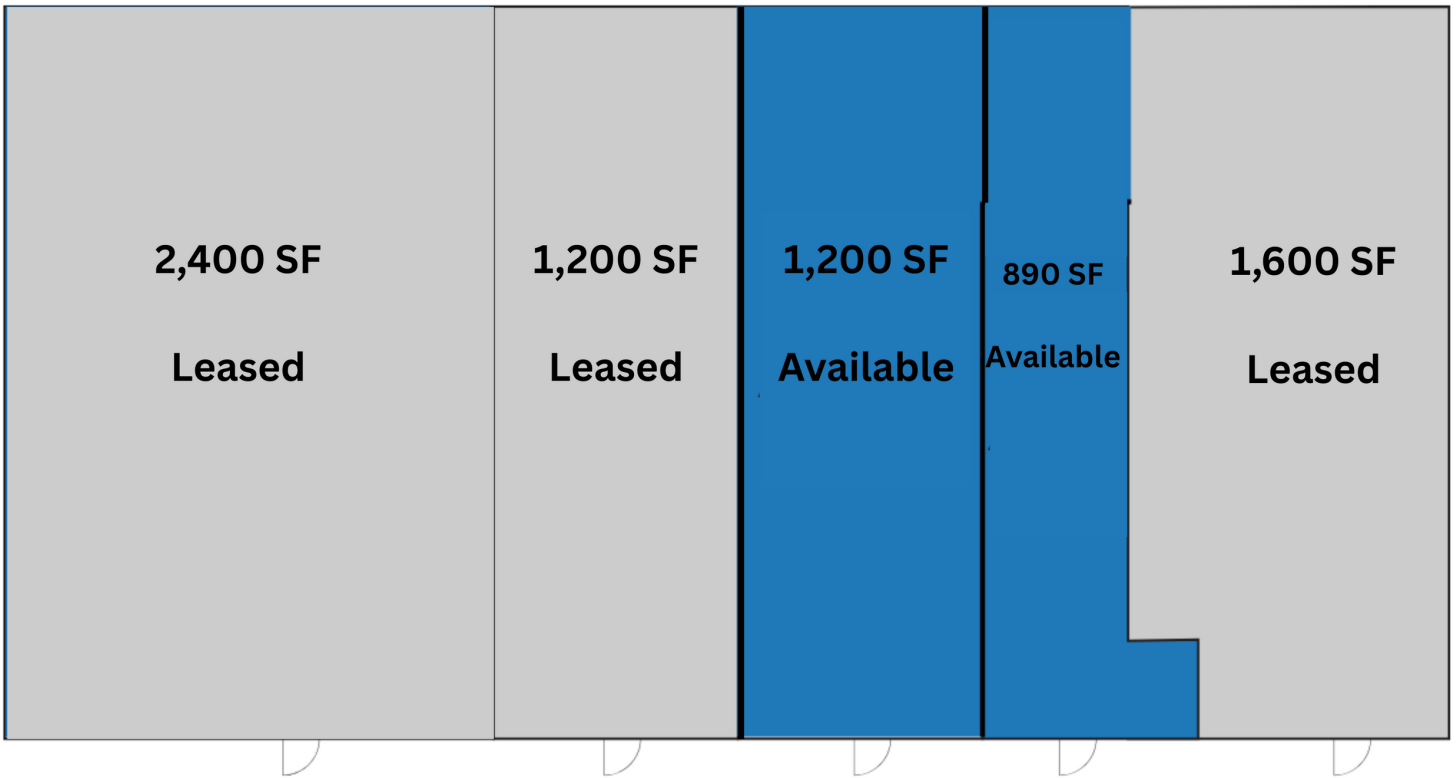 2,400 SF
Leased
1,200 SF
Leased
1,200 SF
Available
890 SF
Available
1,600 SF
Leased